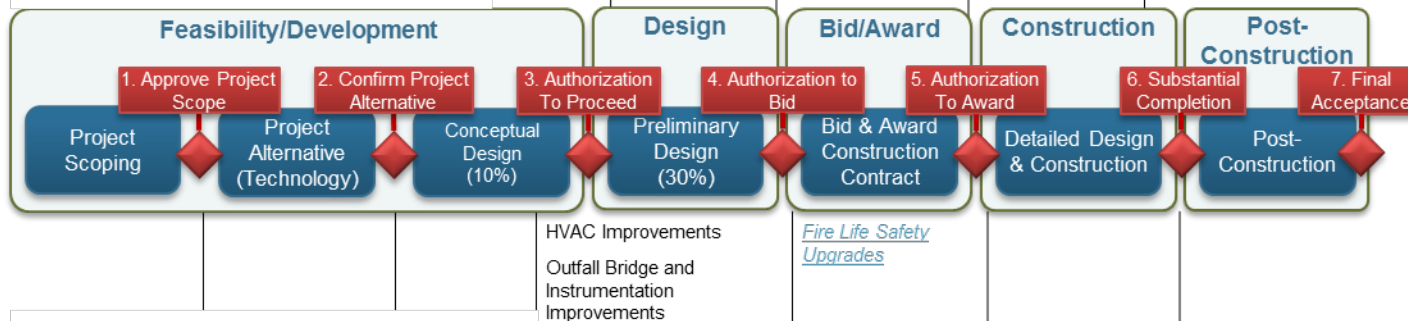 Feasibility/Development
Design
Bid/Award
Construction
Post-
Construction
1. Approve Project
Scope
2. Confirm Project
Alternative
3. Authorization
To Proceed
4. Authorization to
Bid
5. Authorization
To Award
6. Substantial
Completion
7. Final
Acceptance
Project
Scoping
Project
Alternative
(Technology)
Conceptual
Design
(10%)
Preliminary
Design
(30%)
Bid & Award
Construction
Contract
Detailed Design
& Construction
Post-
Construction
HVAC Improvements
Outfall Bridge and
Instrumentation
Improvements
Fire Life Safety
Upgrades